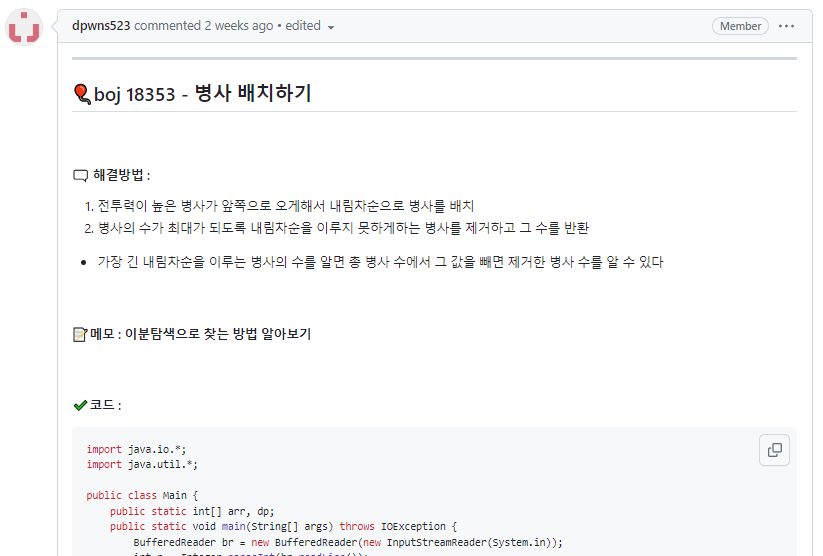 dpwns523 commented 2 weeks ago • edited
Member
boj 18353 - 병사 배치하기
해결방법 :
1. 전투력이 높은 병사가 앞쪽으로 오게해서 내림차순으로 병사를 배치
2. 병사의 수가 최대가 되도록 내림차순을 이루지 못하게하는 병사를 제거하고 그 수를 반환
• 가장 긴 내림차순을 이루는 병사의 수를 알면 총 병사 수에서 그 값을 빼면 제거한 병사 수를 알 수 있다
메모 : 이분탐색으로 찾는 방법 알아보기
코드 :
import java.io.*;
import java.util.*;
public class Main {
public static int[] arr, dp;
public static void main(String[] args) throws IOException {
BufferedReader br = new BufferedReader(new InputStreamReader(System.in));